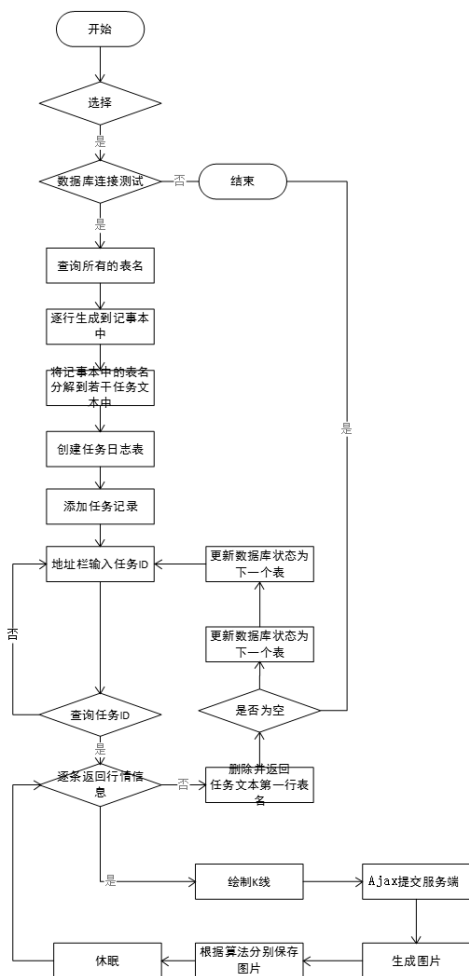 开始
选择
是
数据库连接测试
否
结束
是
查询所有的表名
逐行生成到记事本
中
将记事本中的表名
分解到若干任务文
本中
是
创建任务日志表
添加任务记录
地址栏输入任务ID
更新数据库状态为
下一个表
否
更新数据库状态为
下一个表
查询任务ID
是否为空
是
逐条返回行情信
息
否
删除并返回
任务文本第一行表
名
是
绘制K线
Ajax提交服务端
休眠
根据算法分别保存
图片
生成图片